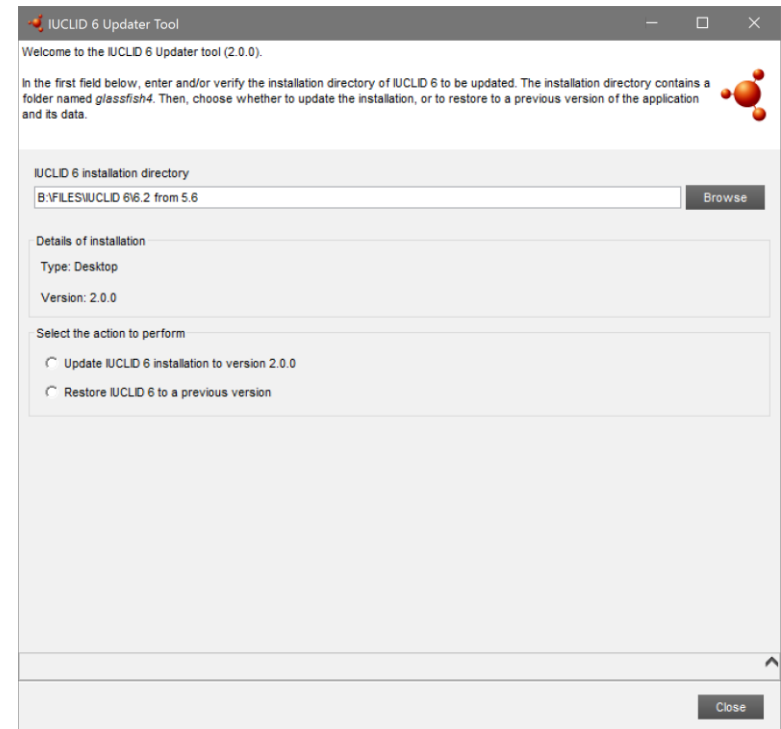 IUCLID 6 Updater Tool
Welcome to the IUCLID 6 Updater tool (2.0.0).
In the first field below, enter and/or verify the installation directory of IUCLID 6 to be updated. The installation directory contains a
folder named glassfish4. Then, choose whether to update the installation, or to restore to a previous version of the application
and its data.
IUCLID 6 installation directory
B:\FILES\IUCLID 6\6.2 from 5.6
Browse
Details of installation
Type: Desktop
Version: 2.0.0
Select the action to perform
Update IUCLID 6 installation to version 2.0.0
Restore IUCLID 6 to a previous version
Close